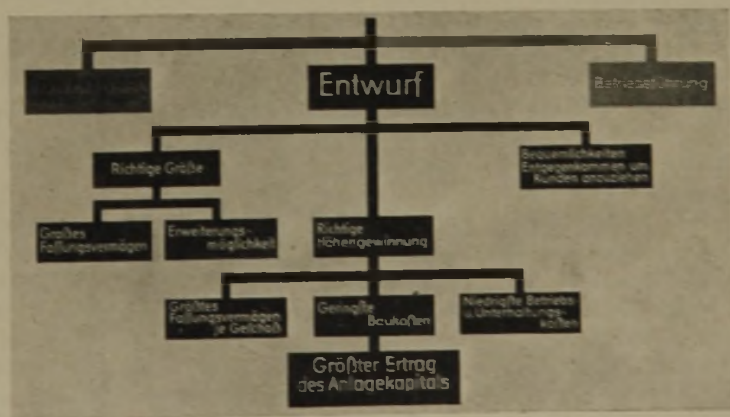 Entwurf
Betriebsführung
Richtige Größe
Bequemlichkeiten
Entgegenkommen um
Kunden anzuziehen
Großes
Fassungsvermögen
Erweiterungs-
möglichkeit
Richtige
Höhengewinnung
Größtes
Fassungsvermögen
je Geschoß
Geringste
Baukosten
Niedrigste Betriebs-
u. Unterhaltungs-
kosten
Größter Ertrag
des Anlagekapitals